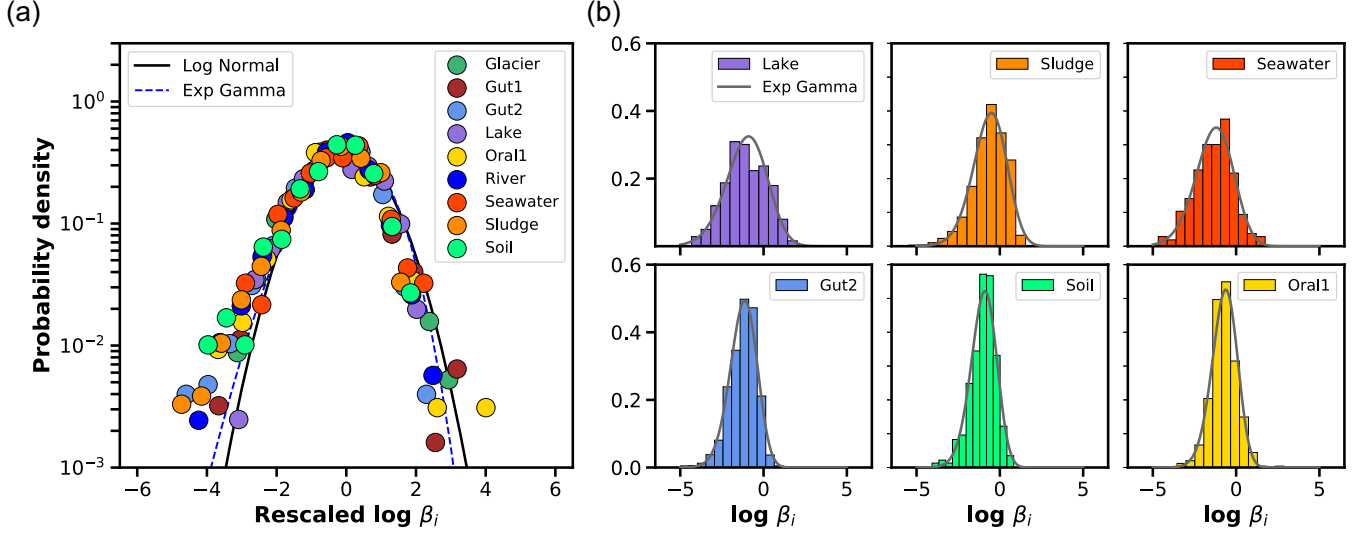 (a)
Probability density
10⁰
10⁻¹
10⁻²
10⁻³
Log Normal
Exp Gamma
Glacier
Gut1
Gut2
Lake
Oral1
River
Seawater
Sludge
Soil
−6 −4 −2 0 2 4 6
Rescaled log βᵢ
(b)
0.6
0.4
0.2
Lake
Exp Gamma
Sludge
Seawater
0.6
0.4
0.2
0.0
Gut2
Soil
Oral1
−5 0 5
−5 0 5
−5 0 5
log βᵢ
log βᵢ
log βᵢ